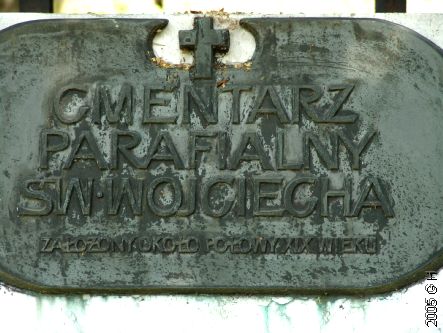 CMENTARZ
PARAFIALNY
ŚW·WOJCIECHA
ZAŁOŻONY OKOŁO POŁOWY XIX WIEKU
2005 G H